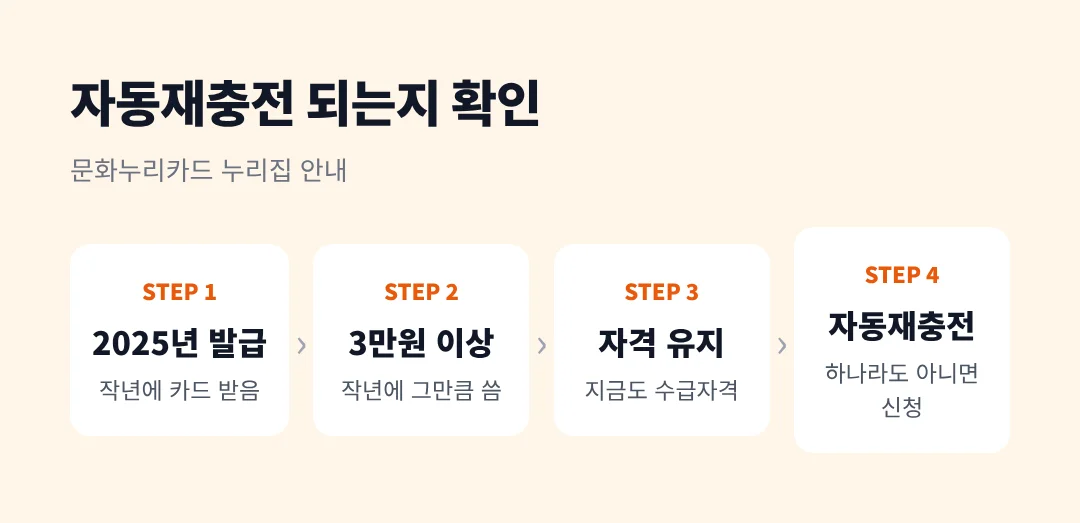 자동재충전 되는지 확인
문화누리카드 누리집 안내
STEP 1
2025년 발급
작년에 카드 받음
›
STEP 2
3만원 이상
작년에 그만큼 씀
›
STEP 3
자격 유지
지금도 수급자격
›
STEP 4
자동재충전
하나라도 아니면
신청